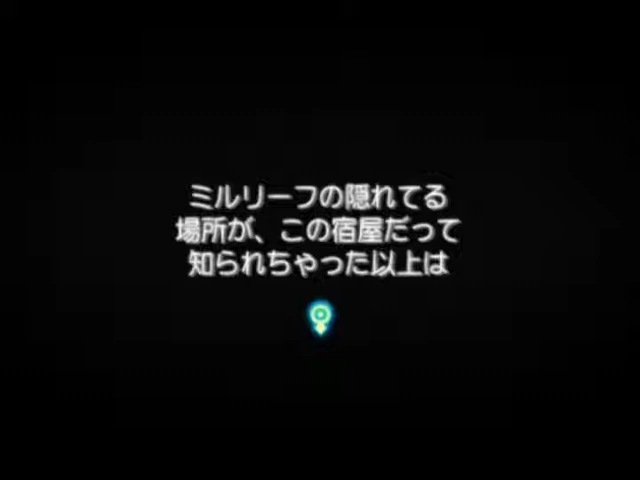 ミルリーフの隠れてる
場所が、この宿屋だって
知られちゃった以上は